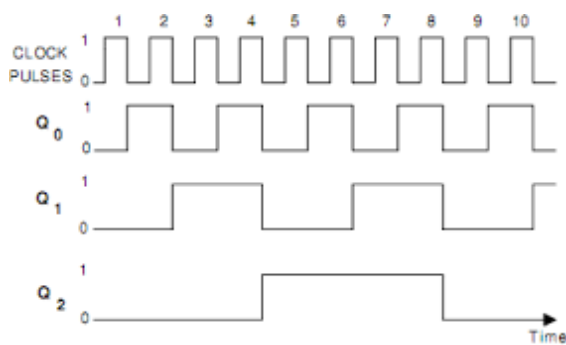 1 2 3 4 5 6 7 8 9 10
CLOCK PULSES 1 0
Q0 1 0
Q1 1 0
Q2 1 0
Time